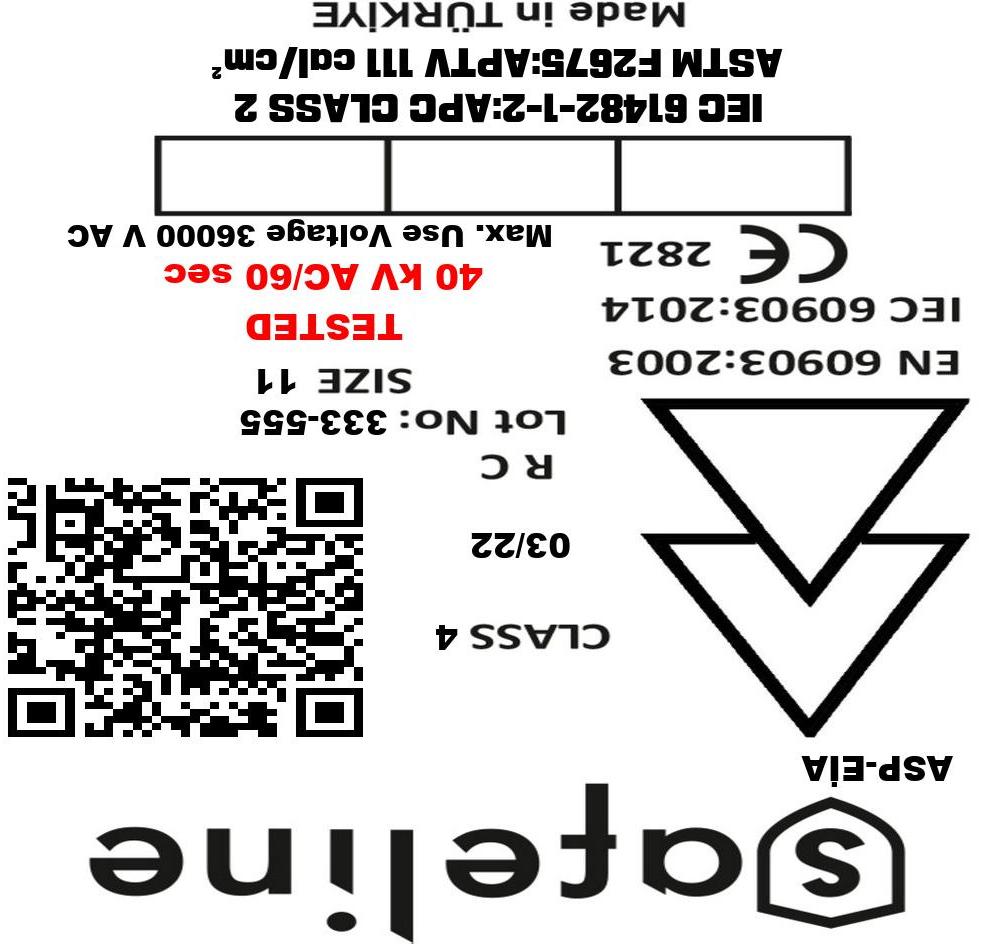 safeline
ASP-EİA
CLASS 4
03/22
R C
Lot No: 333-555
SIZE 11
EN 60903:2003
IEC 60903:2014
CE 2821
TESTED
40 kV AC/60 sec
Max. Use Voltage 36000 V AC
IEC 61482-1-2:APC CLASS 2
ASTM F2675:APTV 111 cal/cm²
Made in TÜRKİYE